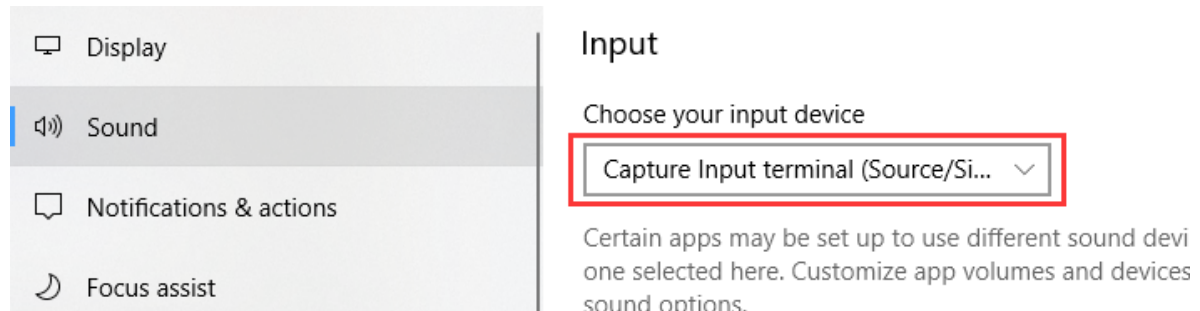 Display
Sound
Notifications & actions
Focus assist
Input
Choose your input device
Capture Input terminal (Source/Si...
Certain apps may be set up to use different sound devi
one selected here. Customize app volumes and devices
sound options.